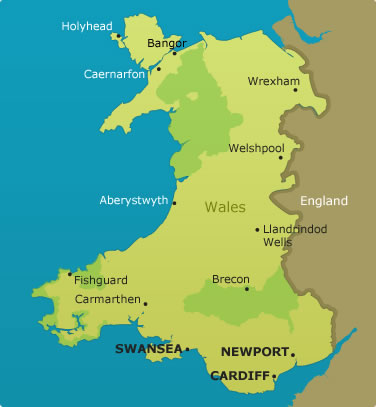 Holyhead
Bangor
Caernarfon
Wrexham
Welshpool
Aberystwyth
Wales
England
Llandrindod
Wells
Fishguard
Brecon
Carmarthen
SWANSEA
NEWPORT
CARDIFF